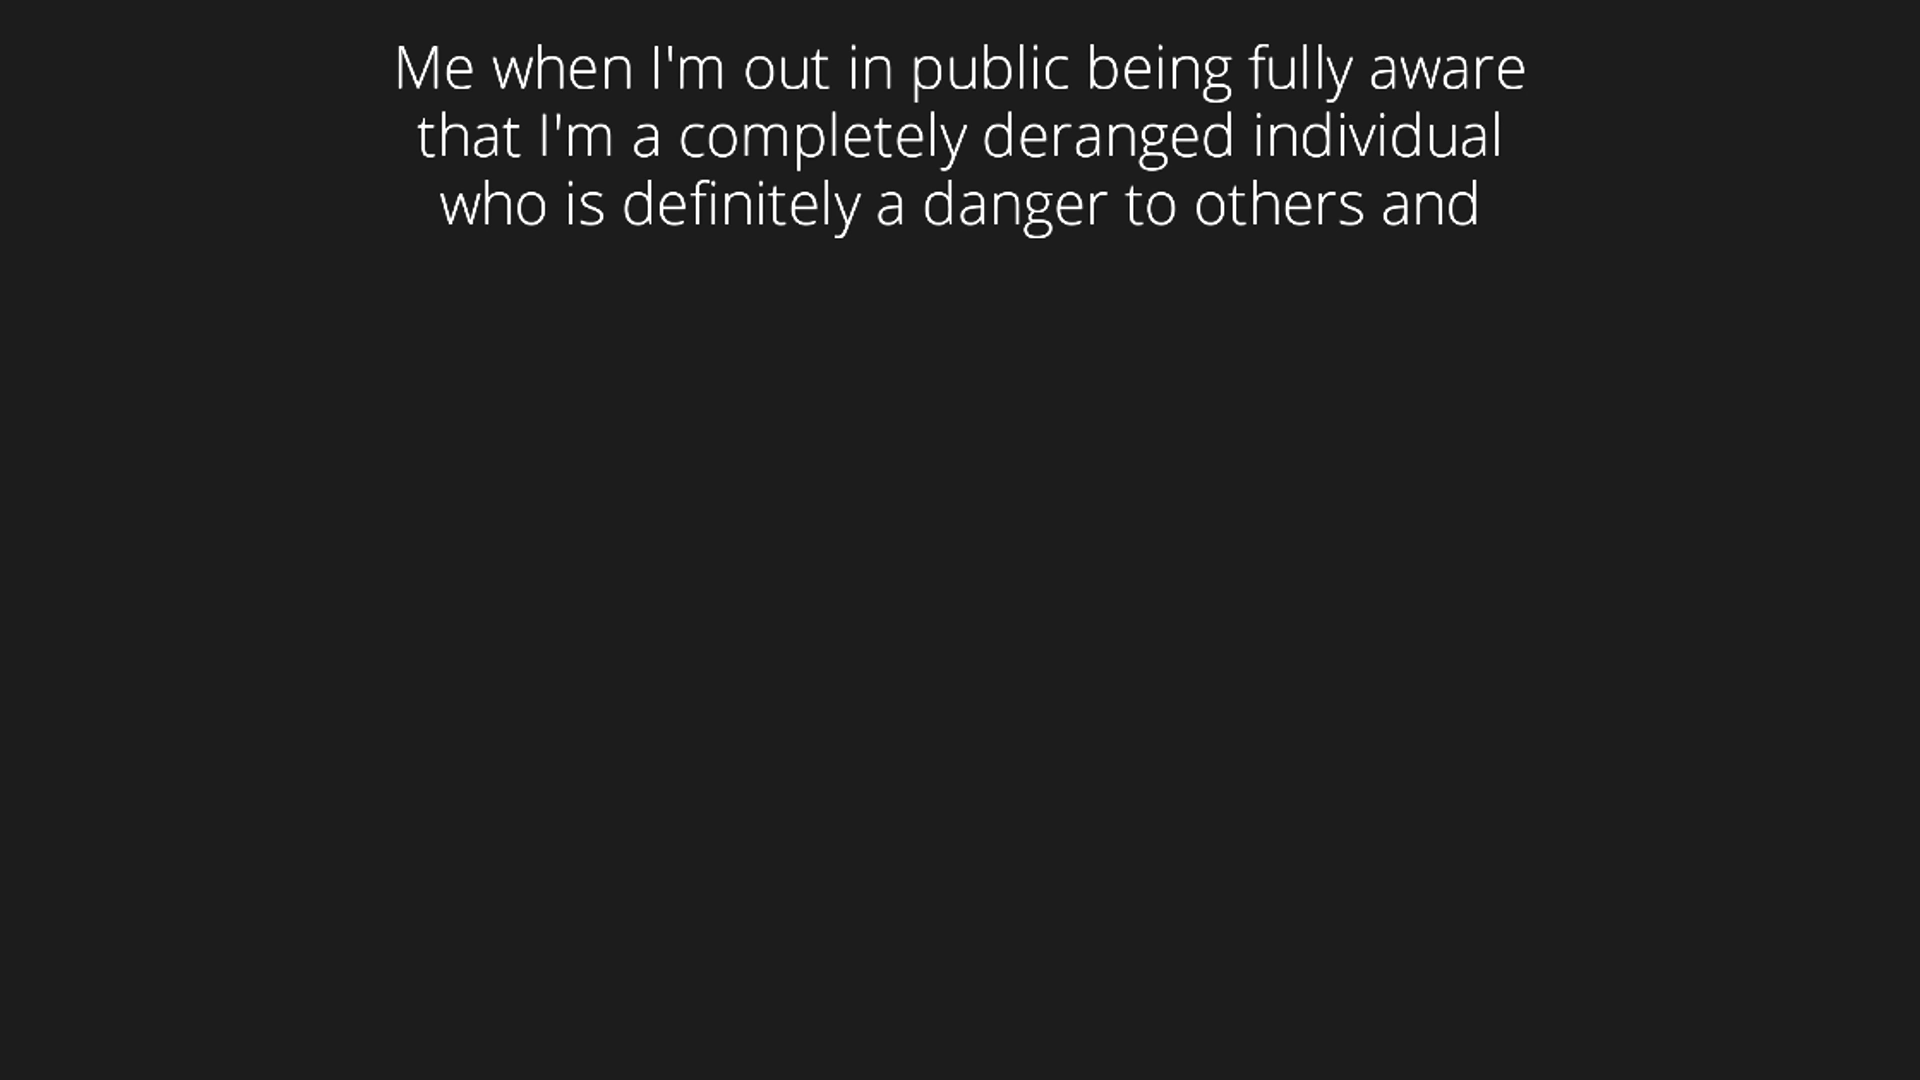 Me when I'm out in public being fully aware
that I'm a completely deranged individual
who is definitely a danger to others and